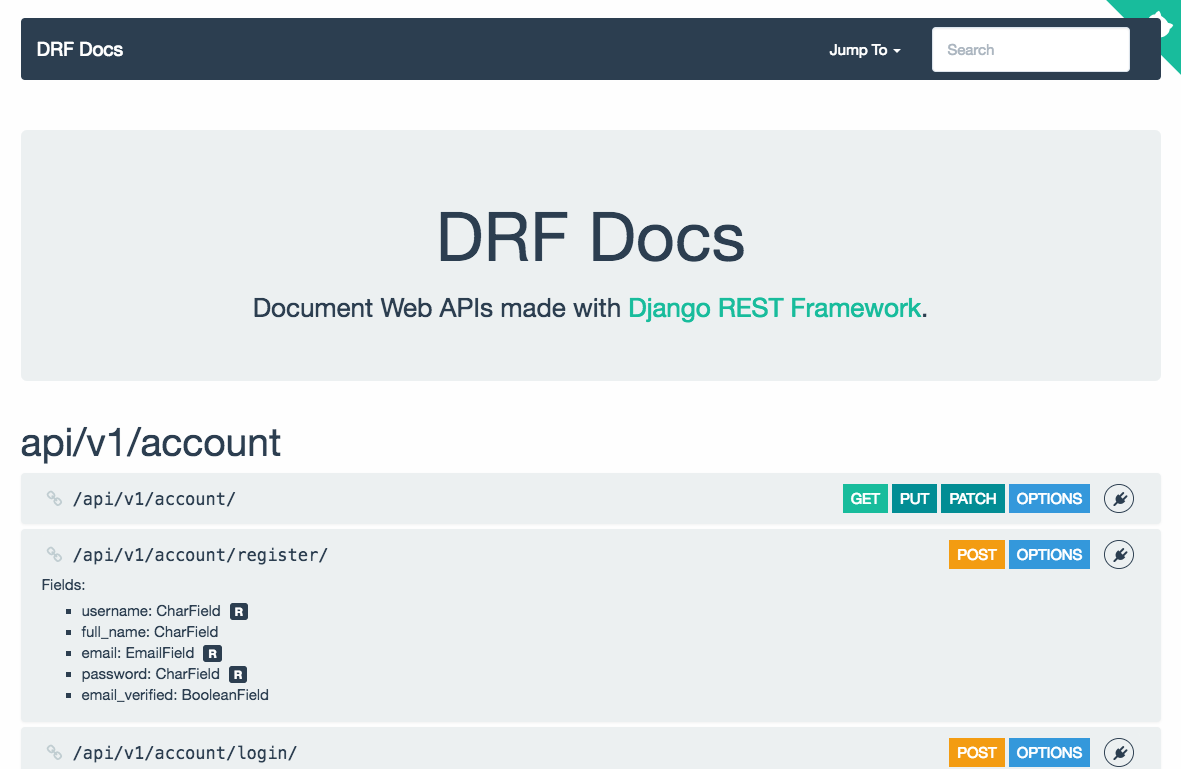 DRF Docs Jump To Search
DRF Docs
Document Web APIs made with Django REST Framework.
api/v1/account
/api/v1/account/ GET PUT PATCH OPTIONS
/api/v1/account/register/ POST OPTIONS
Fields:
username: CharField R
full_name: CharField
email: EmailField R
password: CharField R
email_verified: BooleanField
/api/v1/account/login/ POST OPTIONS